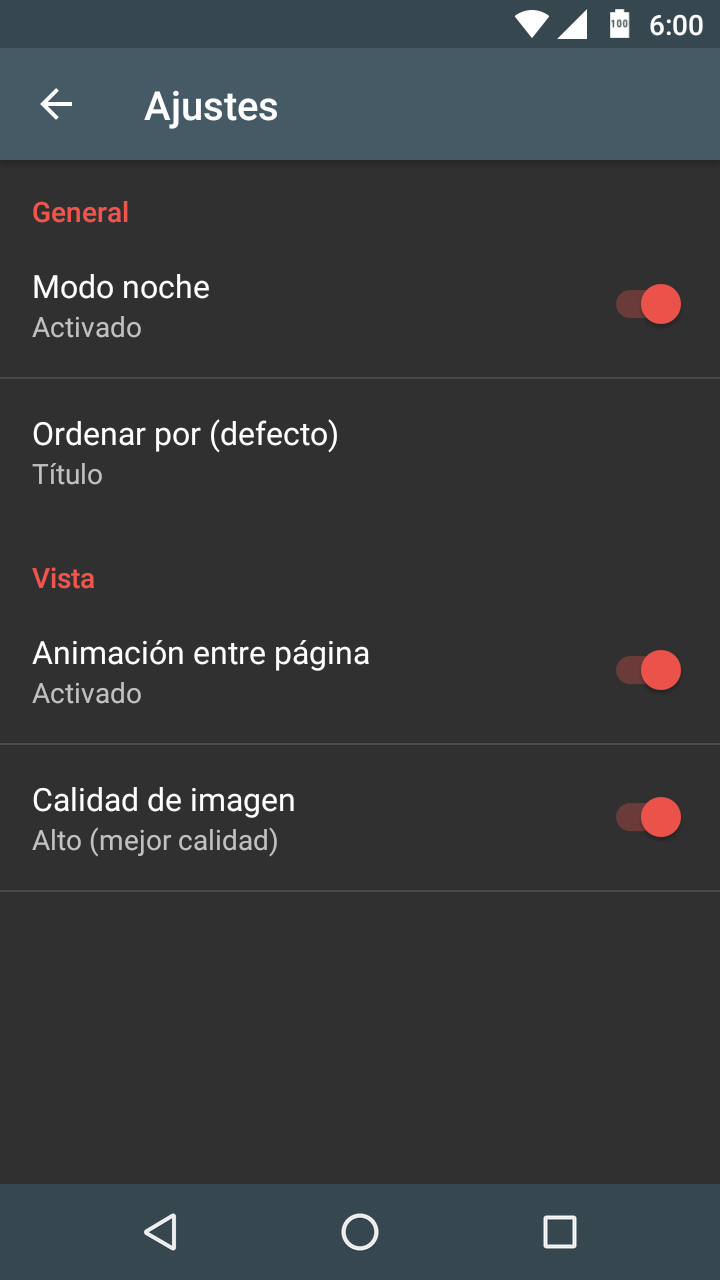 100 6:00
Ajustes
General
Modo noche
Activado
Ordenar por (defecto)
Título
Vista
Animación entre página
Activado
Calidad de imagen
Alto (mejor calidad)